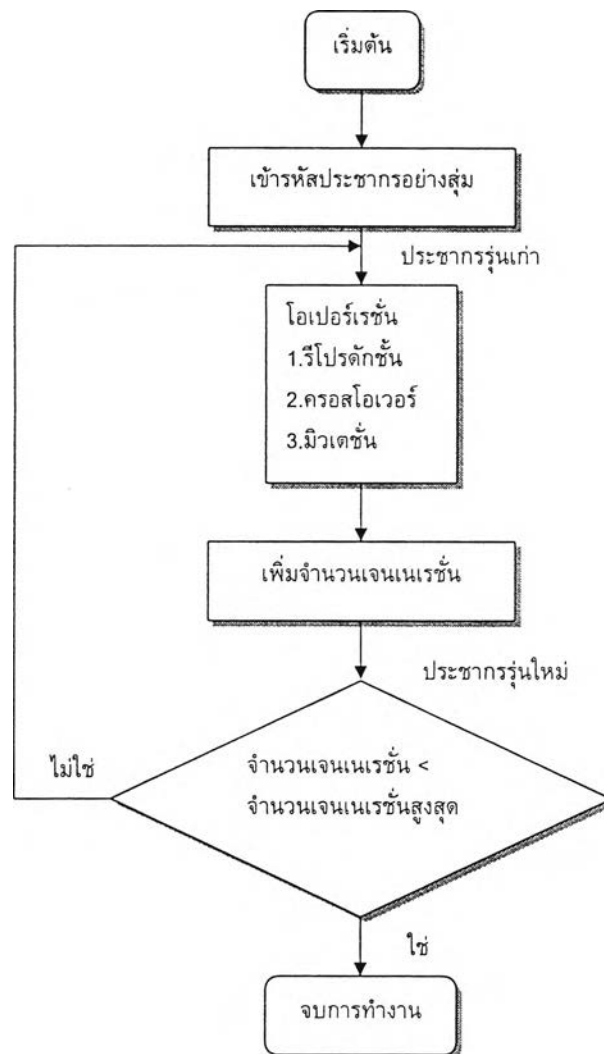 เริ่มต้น
เข้ารหัสประชากรอย่างสุ่ม
ประชากรรุ่นเก่า
โอเปอร์เรชั่น
1.รีโปรดักชั้น
2.ครอสโอเวอร์
3.มิวเตชั่น
เพิ่มจำนวนเจนเนเรชั่น
ประชากรรุ่นใหม่
ไม่ใช่
จำนวนเจนเนเรชั่น <
จำนวนเจนเนเรชั่นสูงสุด
ใช่
จบการทำงาน